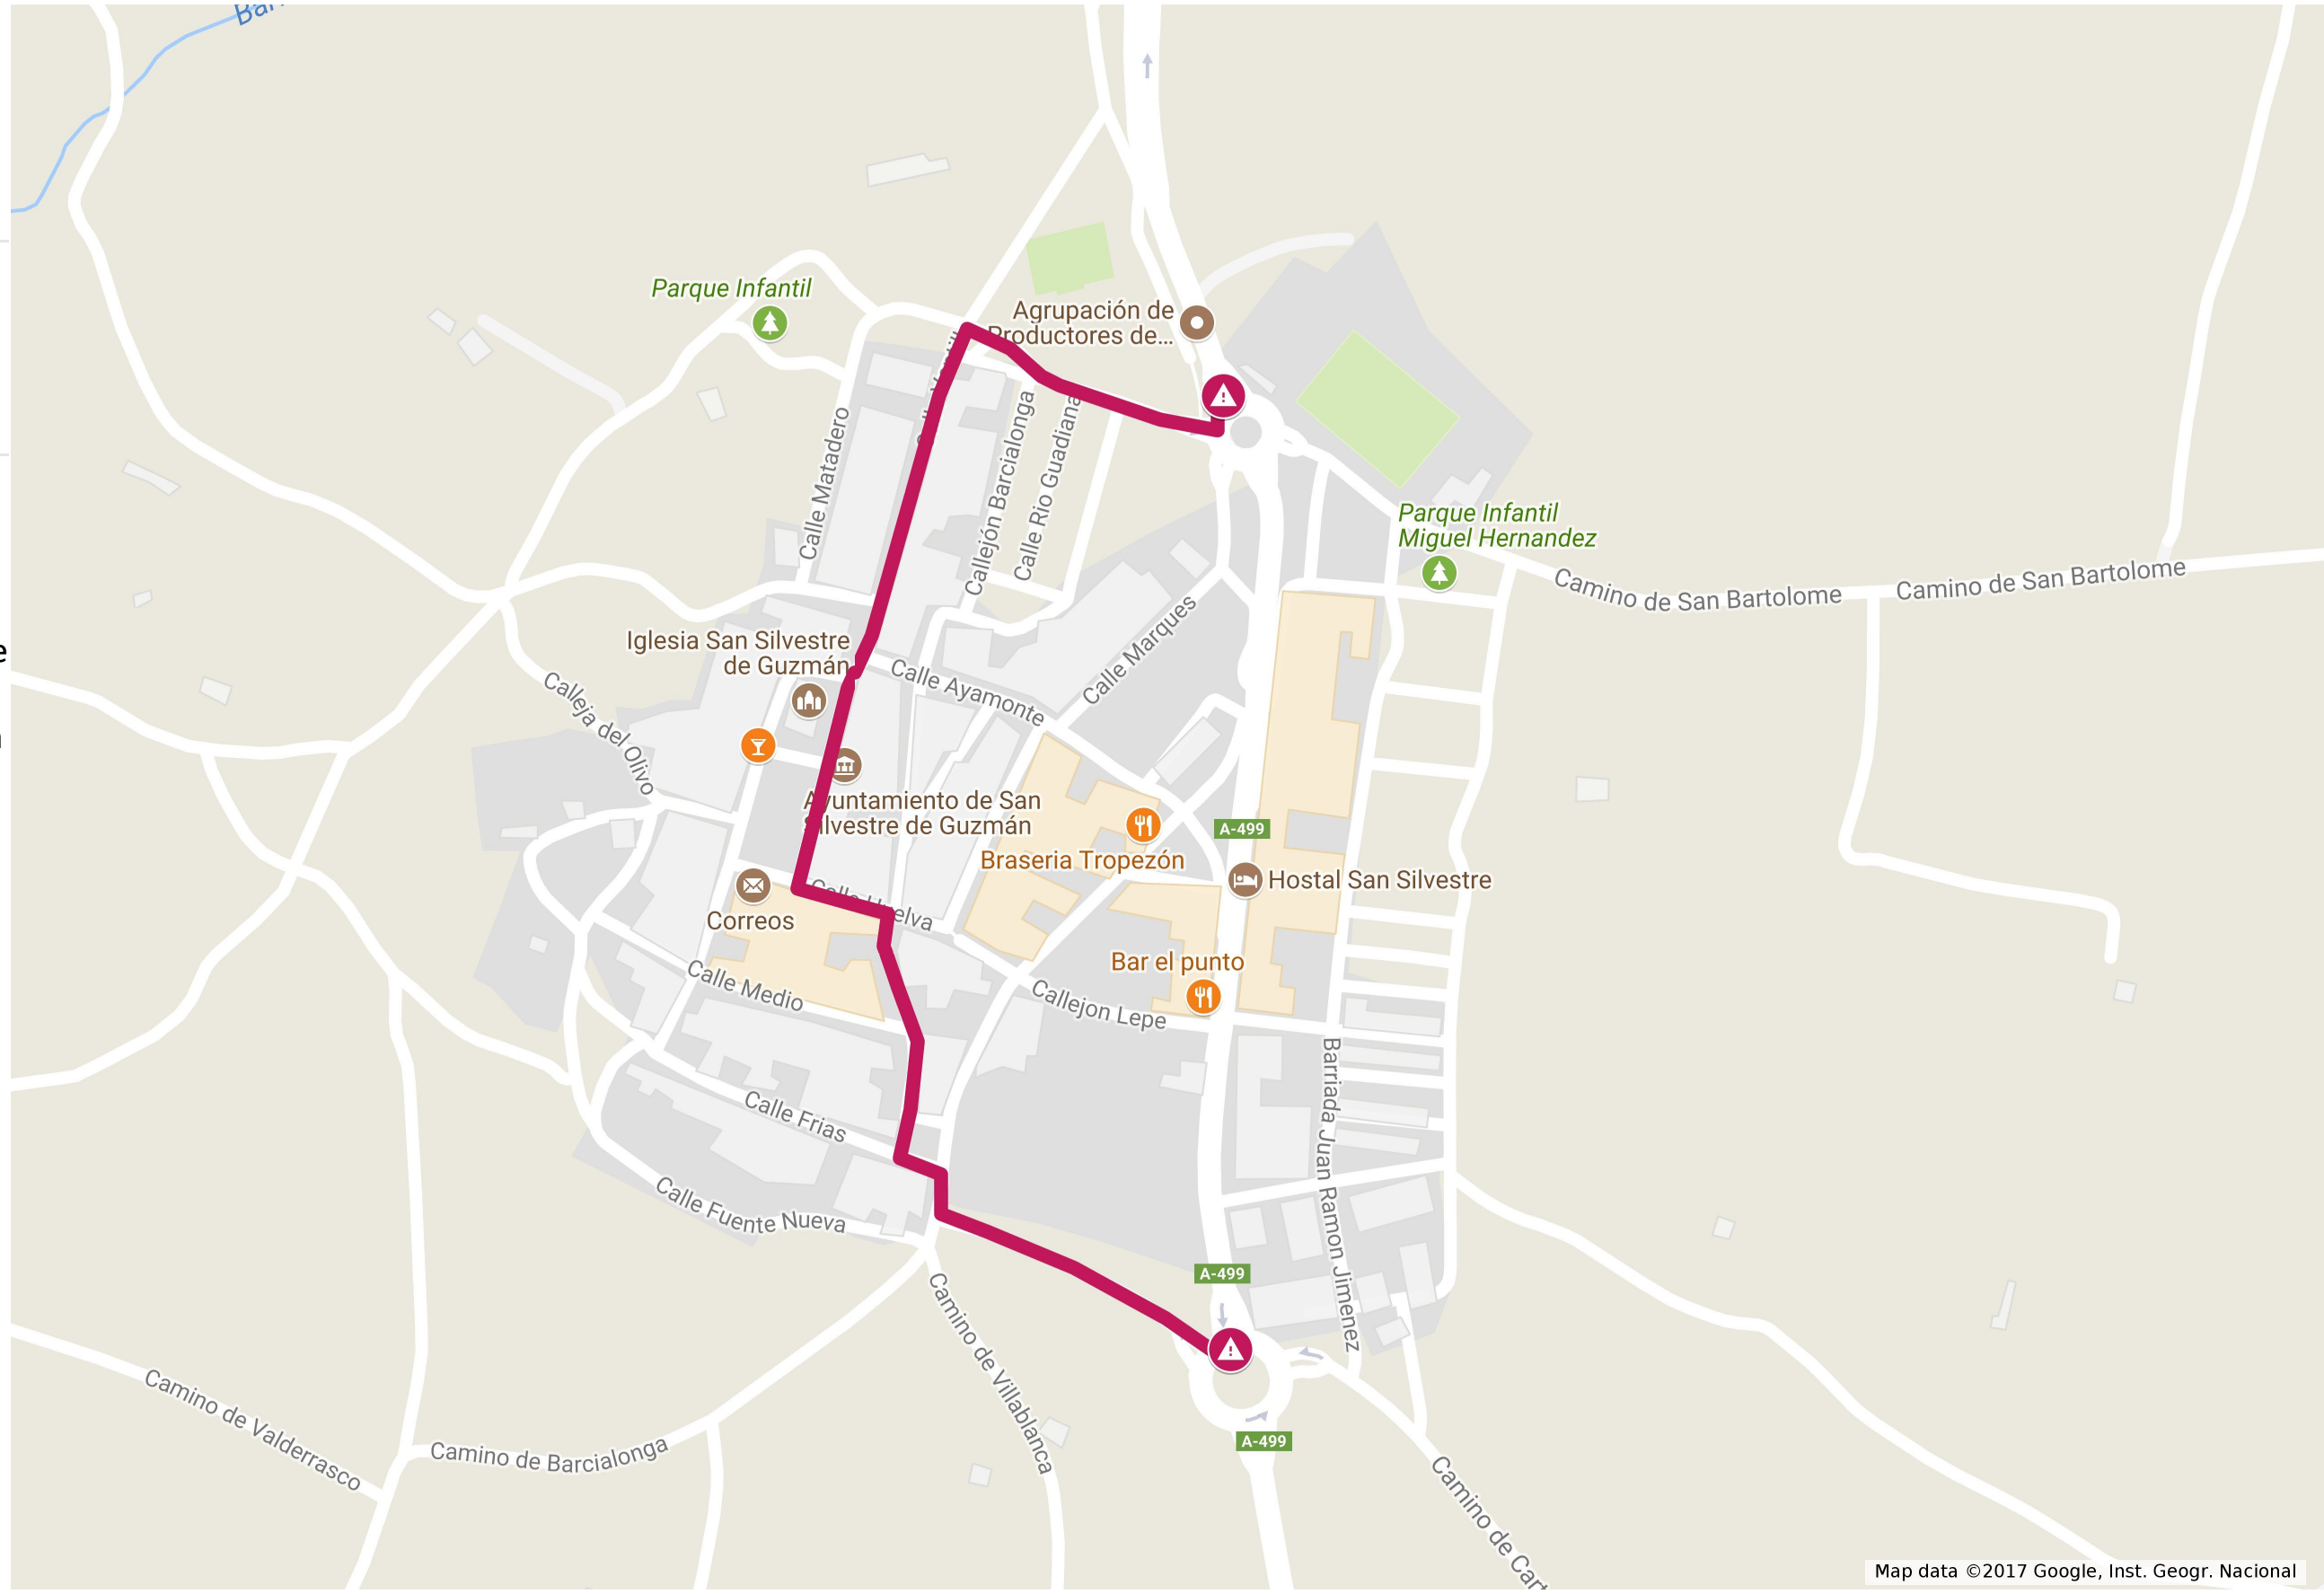 Parque Infantil
Agrupación de
Productores de...
Calle Matadero
Callejón Barcialonga
Calle Rio Guadiana
Parque Infantil
Miguel Hernandez
Camino de San Bartolome
Camino de San Bartolome
Iglesia San Silvestre
de Guzmán
Calle Ayamonte
Calle Marques
Calleja del Olivo
Ayuntamiento de San
Silvestre de Guzmán
A-499
Braseria Tropezón
Hostal San Silvestre
Calle Huelva
Correos
Bar el punto
Calle Medio
Callejon Lepe
Calle Frias
Barriada Juan Ramon Jimenez
Calle Fuente Nueva
A-499
Camino de Villablanca
Camino de Valderrasco
Camino de Barcialonga
A-499
Camino de Cart
Map data ©2017 Google, Inst. Geogr. Nacional